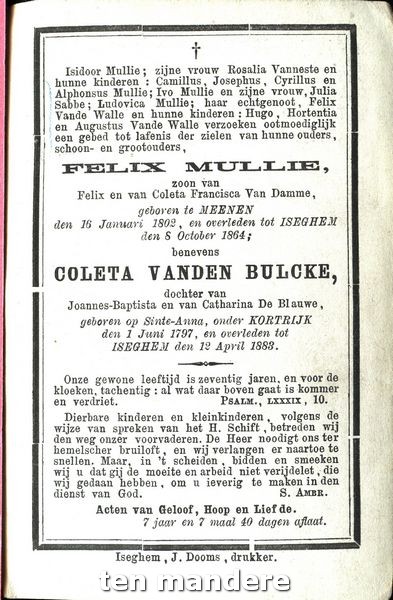 †
Isidoor Mullie; zijne vrouw Rosalia Vanneste en
hunne kinderen : Camillus, Josephus, Cyrillus en
Alphonsus Mullie; Ivo Mullie en zijne vrouw, Julia
Sabbe; Ludovica Mullie; haar echtgenoot, Felix
Vande Walle en hunne kinderen : Hugo, Hortentia
en Augustus Vande Walle verzoeken ootmoediglijk
een gebed tot lafenis der zielen van hunne ouders,
schoon- en grootouders,
FELIX MULLIE,
zoon van
Felix en van Coleta Francisca Van Damme,
geboren te MEENEN
den 16 Januari 1802, en overleden tot ISEGHEM
den 8 October 1864;
benevens
COLETA VANDEN BULCKE,
dochter van
Joannes-Baptista en van Catharina De Blauwe,
geboren op Sinte-Anna, onder KORTRIJK
den 1 Juni 1797, en overleden tot
ISEGHEM den 12 April 1883.
Onze gewone leeftijd is zeventig jaren, en voor de
kloeken, tachentig : al wat daar boven gaat is kommer
en verdriet. PSALM., LXXXIX, 10.
Dierbare kinderen en kleinkinderen, volgens de
wijze van spreken van het H. Schift, betreden wij
den weg onzer voorvaderen. De Heer noodigt ons ter
hemelscher bruiloft, en wij verlangen er naartoe te
snellen. Maar, in 't scheiden, bidden en smeeken
wij u dat gij de moeite en arbeid niet verijdelet, die
wij gedaan hebben, om u ieverig te maken in den
dienst van God. S. AMBR.
Acten van Geloof, Hoop en Liefde.
7 jaar en 7 maal 40 dagen aflaat.
Iseghem, J. Dooms, drukker.
ten mandere